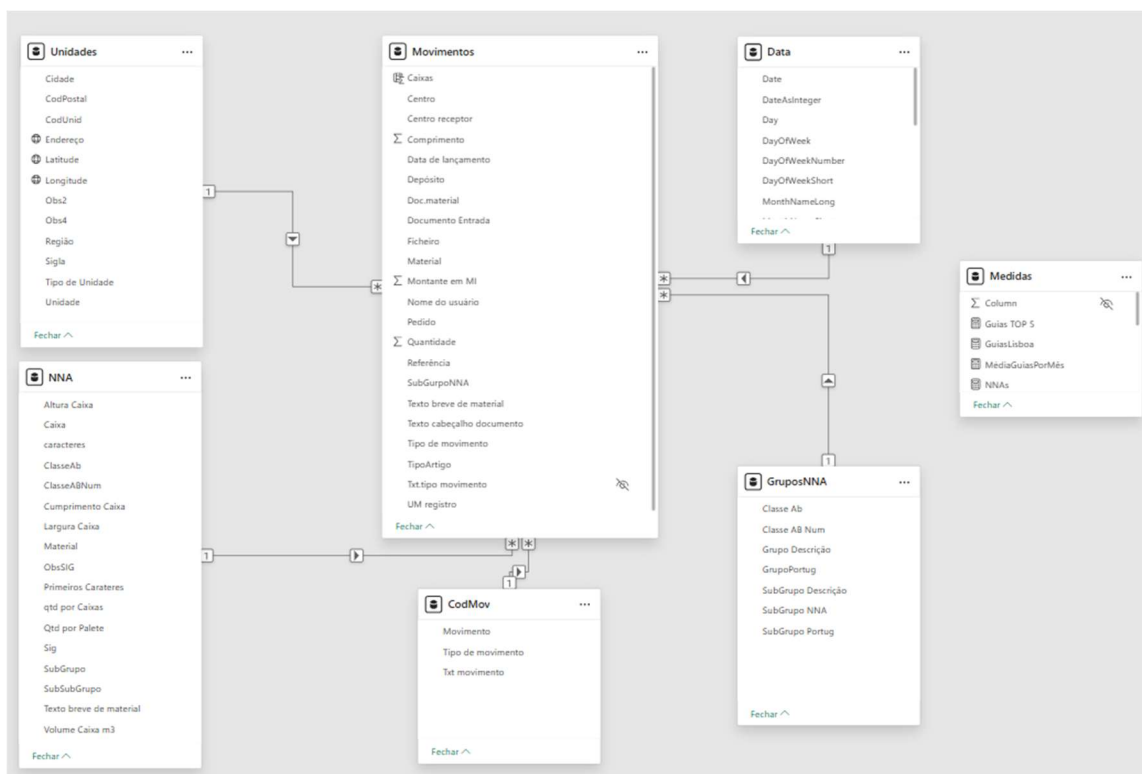 Unidades
Cidade
CodPostal
CodUnid
Endereço
Latitude
Longitude
Obs2
Obs4
Região
Sigla
Tipo de Unidade
Unidade
Fechar
NNA
Altura Caixa
Caixa
caracteres
ClasseAb
ClasseABNum
Cumprimento Caixa
Largura Caixa
Material
ObsSIG
Primeiros Carateres
qtd por Caixas
Qtd por Palete
Sig
SubGrupo
SubSubGrupo
Texto breve de material
Volume Caixa m3
Fechar
Movimentos
Caixas
Centro
Centro receptor
Comprimento
Data de lançamento
Depósito
Doc.material
Documento Entrada
Ficheiro
Material
Montante em MI
Nome do usuário
Pedido
Quantidade
Referência
SubGurpoNNA
Texto breve de material
Texto cabeçalho documento
Tipo de movimento
TipoArtigo
Txt.tipo movimento
UM registro
Fechar
CodMov
Movimento
Tipo de movimento
Txt movimento
Fechar
Data
Date
DateAsInteger
Day
DayOfWeek
DayOfWeekNumber
DayOfWeekShort
MonthNameLong
Fechar
GruposNNA
Classe Ab
Classe AB Num
Grupo Descrição
GrupoPortug
SubGrupo Descrição
SubGrupo NNA
SubGrupo Portug
Fechar
Medidas
Column
Guias TOP 5
GuiasLisboa
MédiaGuiasPorMês
NNAs
Fechar
1
*
1
*
1
*
1
*
1
*